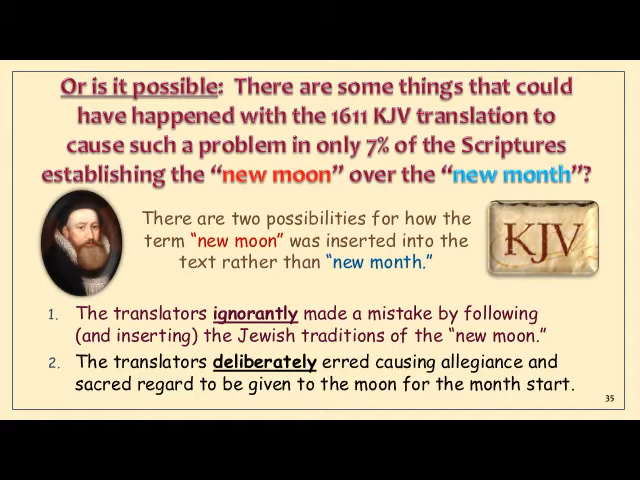 Or is it possible: There are some things that could
have happened with the 1611 KJV translation to
cause such a problem in only 7% of the Scriptures
establishing the “new moon” over the “new month”?
There are two possibilities for how the
term “new moon” was inserted into the
text rather than “new month.”
KJV
1. The translators ignorantly made a mistake by following
(and inserting) the Jewish traditions of the “new moon.”
2. The translators deliberately erred causing allegiance and
sacred regard to be given to the moon for the month start.
35